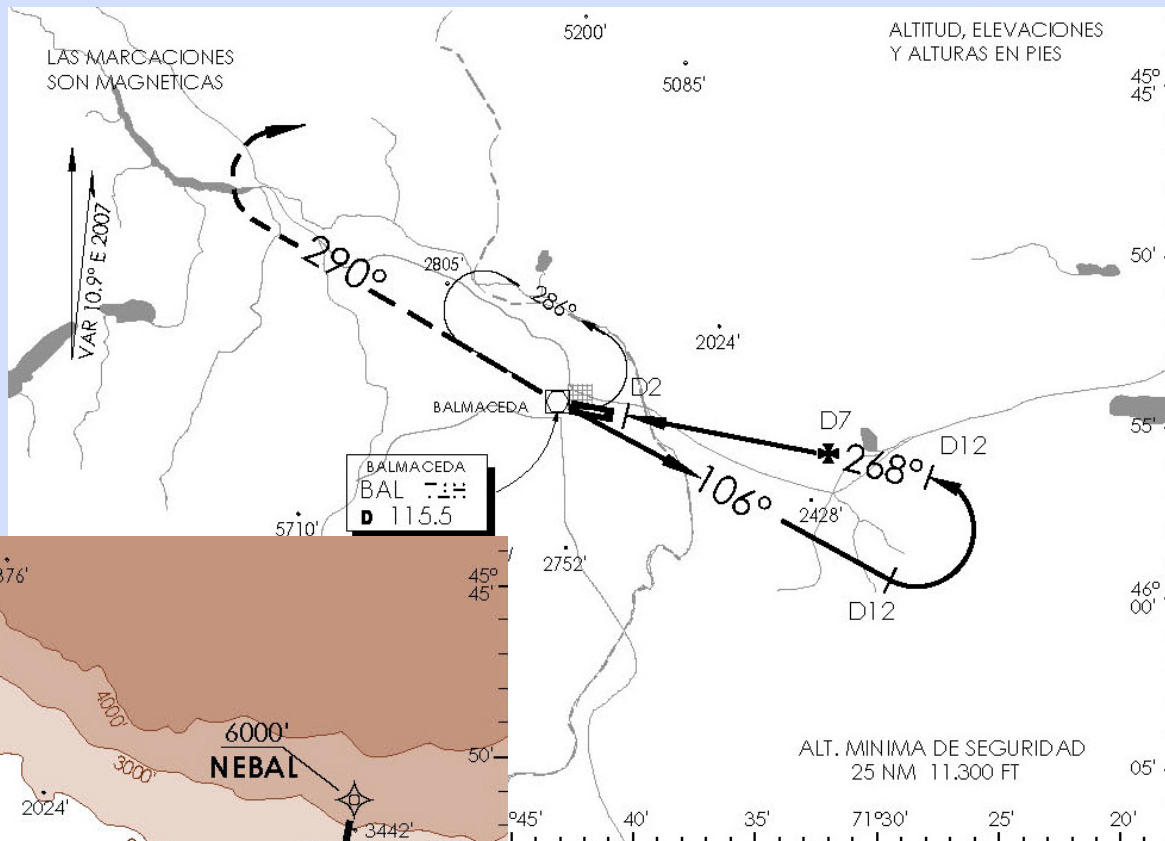 LAS MARCACIONES
SON MAGNETICAS
5200'
ALTITUD, ELEVACIONES
Y ALTURAS EN PIES
5085'
45°
45'
VAR 10.9° E 2007
290°
2805'
286°
50'
2024'
BALMACEDA
D2
D7
268°
D12
55'
BALMACEDA
BAL
D 115.5
106°
2428'
5710'
2752'
D12
46°
00'
45°
45'
4000'
6000'
NEBAL
50'
3000'
2024'
3442'
ALT. MINIMA DE SEGURIDAD
25 NM 11.300 FT
05'
45'
40'
35'
71°30'
25'
20'